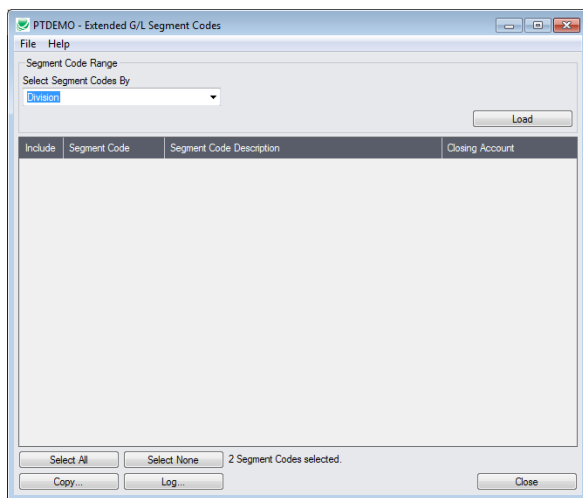 PTDEMO - Extended G/L Segment Codes
File Help
Segment Code Range
Select Segment Codes By
Division
Load
Include Segment Code Segment Code Description Closing Account
Select All Select None 2 Segment Codes selected.
Copy... Log... Close